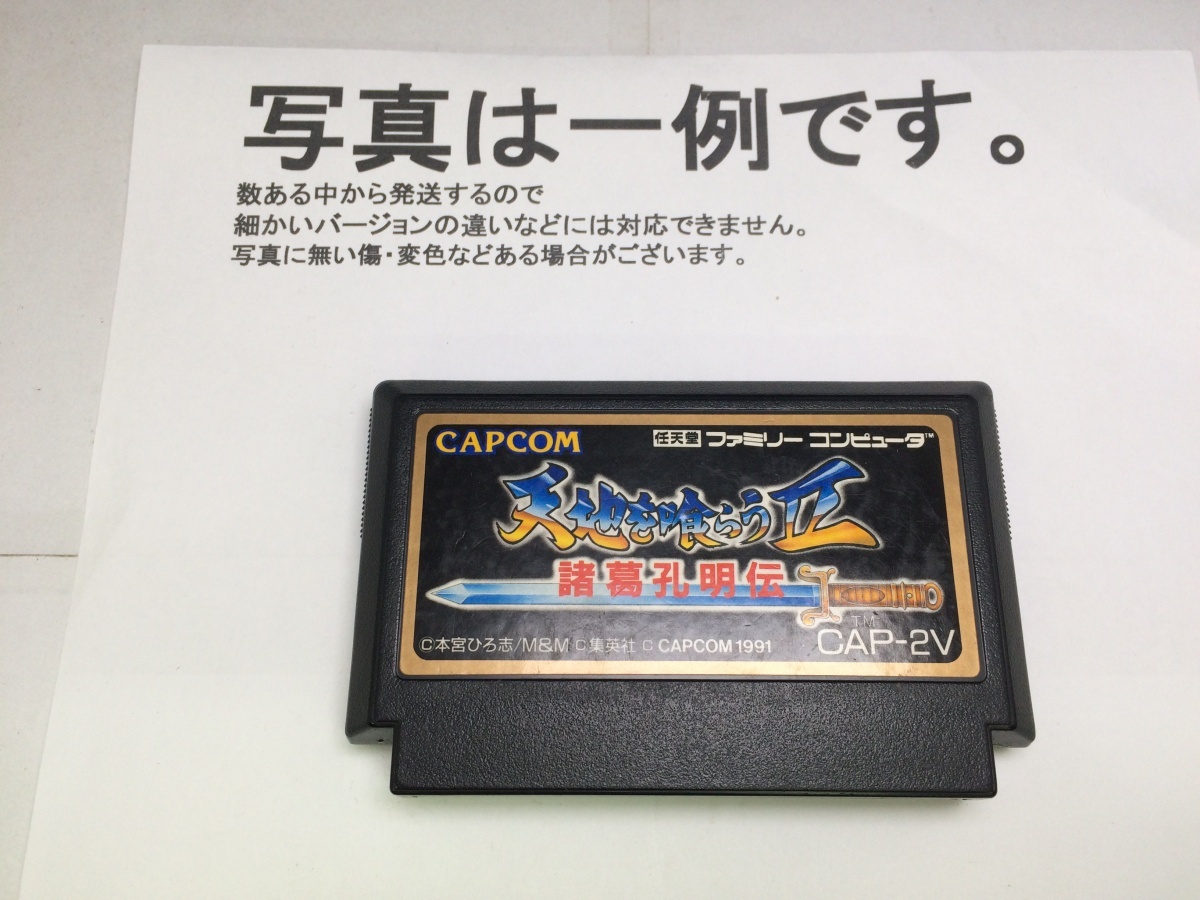 写真は一例です。
数ある中から発送するので
細かいバージョンの違いなどには対応できません。
写真に無い傷・変色などある場合がございます。
CAPCOM 任天堂 ファミリー コンピュータ™
天地を喰らうⅡ
諸葛孔明伝
TM
©本宮ひろ志/M&M ©集英社 © CAPCOM 1991 CAP-2V